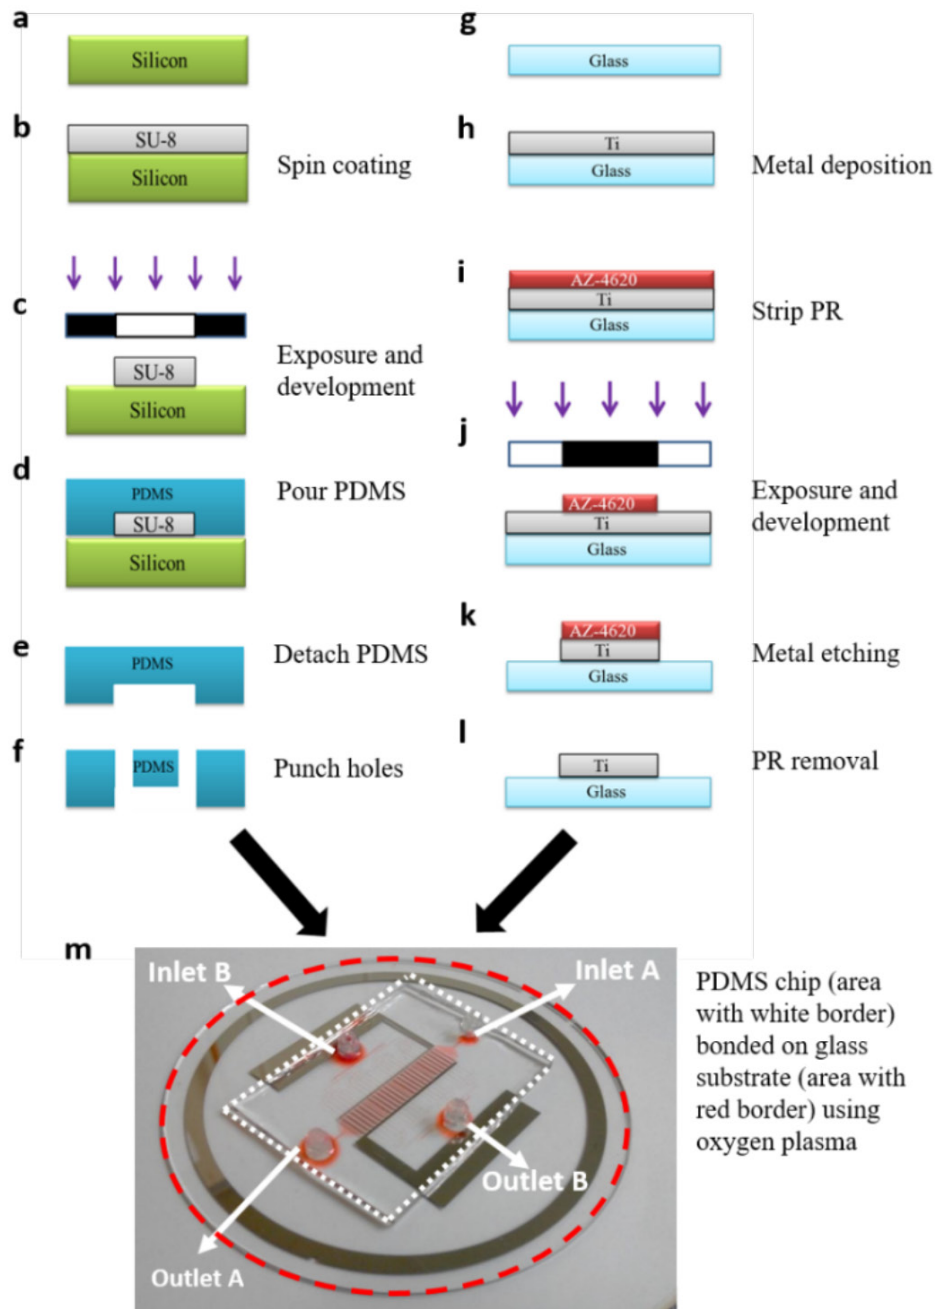 a
Silicon
b
SU-8
Silicon
Spin coating
c
SU-8
Silicon
Exposure and
development
d
PDMS
SU-8
Silicon
Pour PDMS
e
PDMS
Detach PDMS
f
PDMS
Punch holes
g
Glass
h
Ti
Glass
Metal deposition
i
AZ-4620
Ti
Glass
Strip PR
j
AZ-4620
Ti
Glass
Exposure and
development
k
AZ-4620
Ti
Glass
Metal etching
l
Ti
Glass
PR removal
m
Inlet B
Inlet A
Outlet B
Outlet A
PDMS chip (area
with white border)
bonded on glass
substrate (area with
red border) using
oxygen plasma